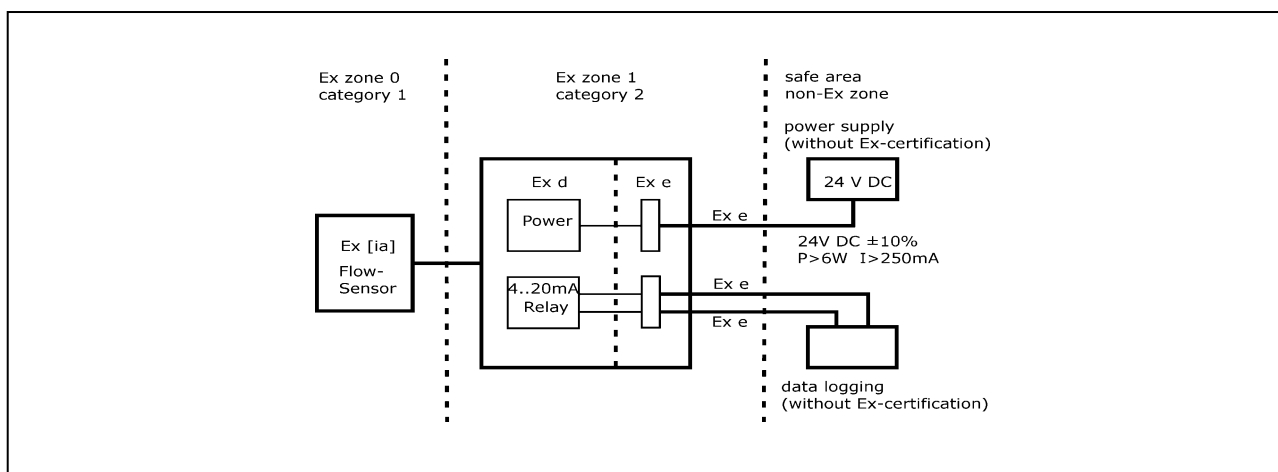 Ex zone 0
category 1
Ex zone 1
category 2
safe area
non-Ex zone
power supply
(without Ex-certification)
24 V DC
Ex d
Ex e
Power
Ex e
24V DC ±10%
P>6W I>250mA
Ex [ia]
Flow-
Sensor
4..20mA
Relay
Ex e
Ex e
data logging
(without Ex-certification)